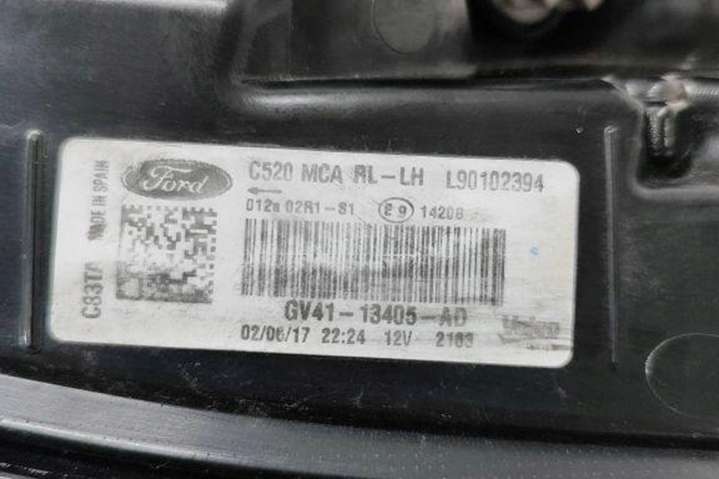 Ford
C520 MCA RL-LH L90102394
MADE IN SPAIN
012a 02R1-S1 E9 14208
GV41-13405-AD
02/06/17 22:24 12V 2103
Valeo